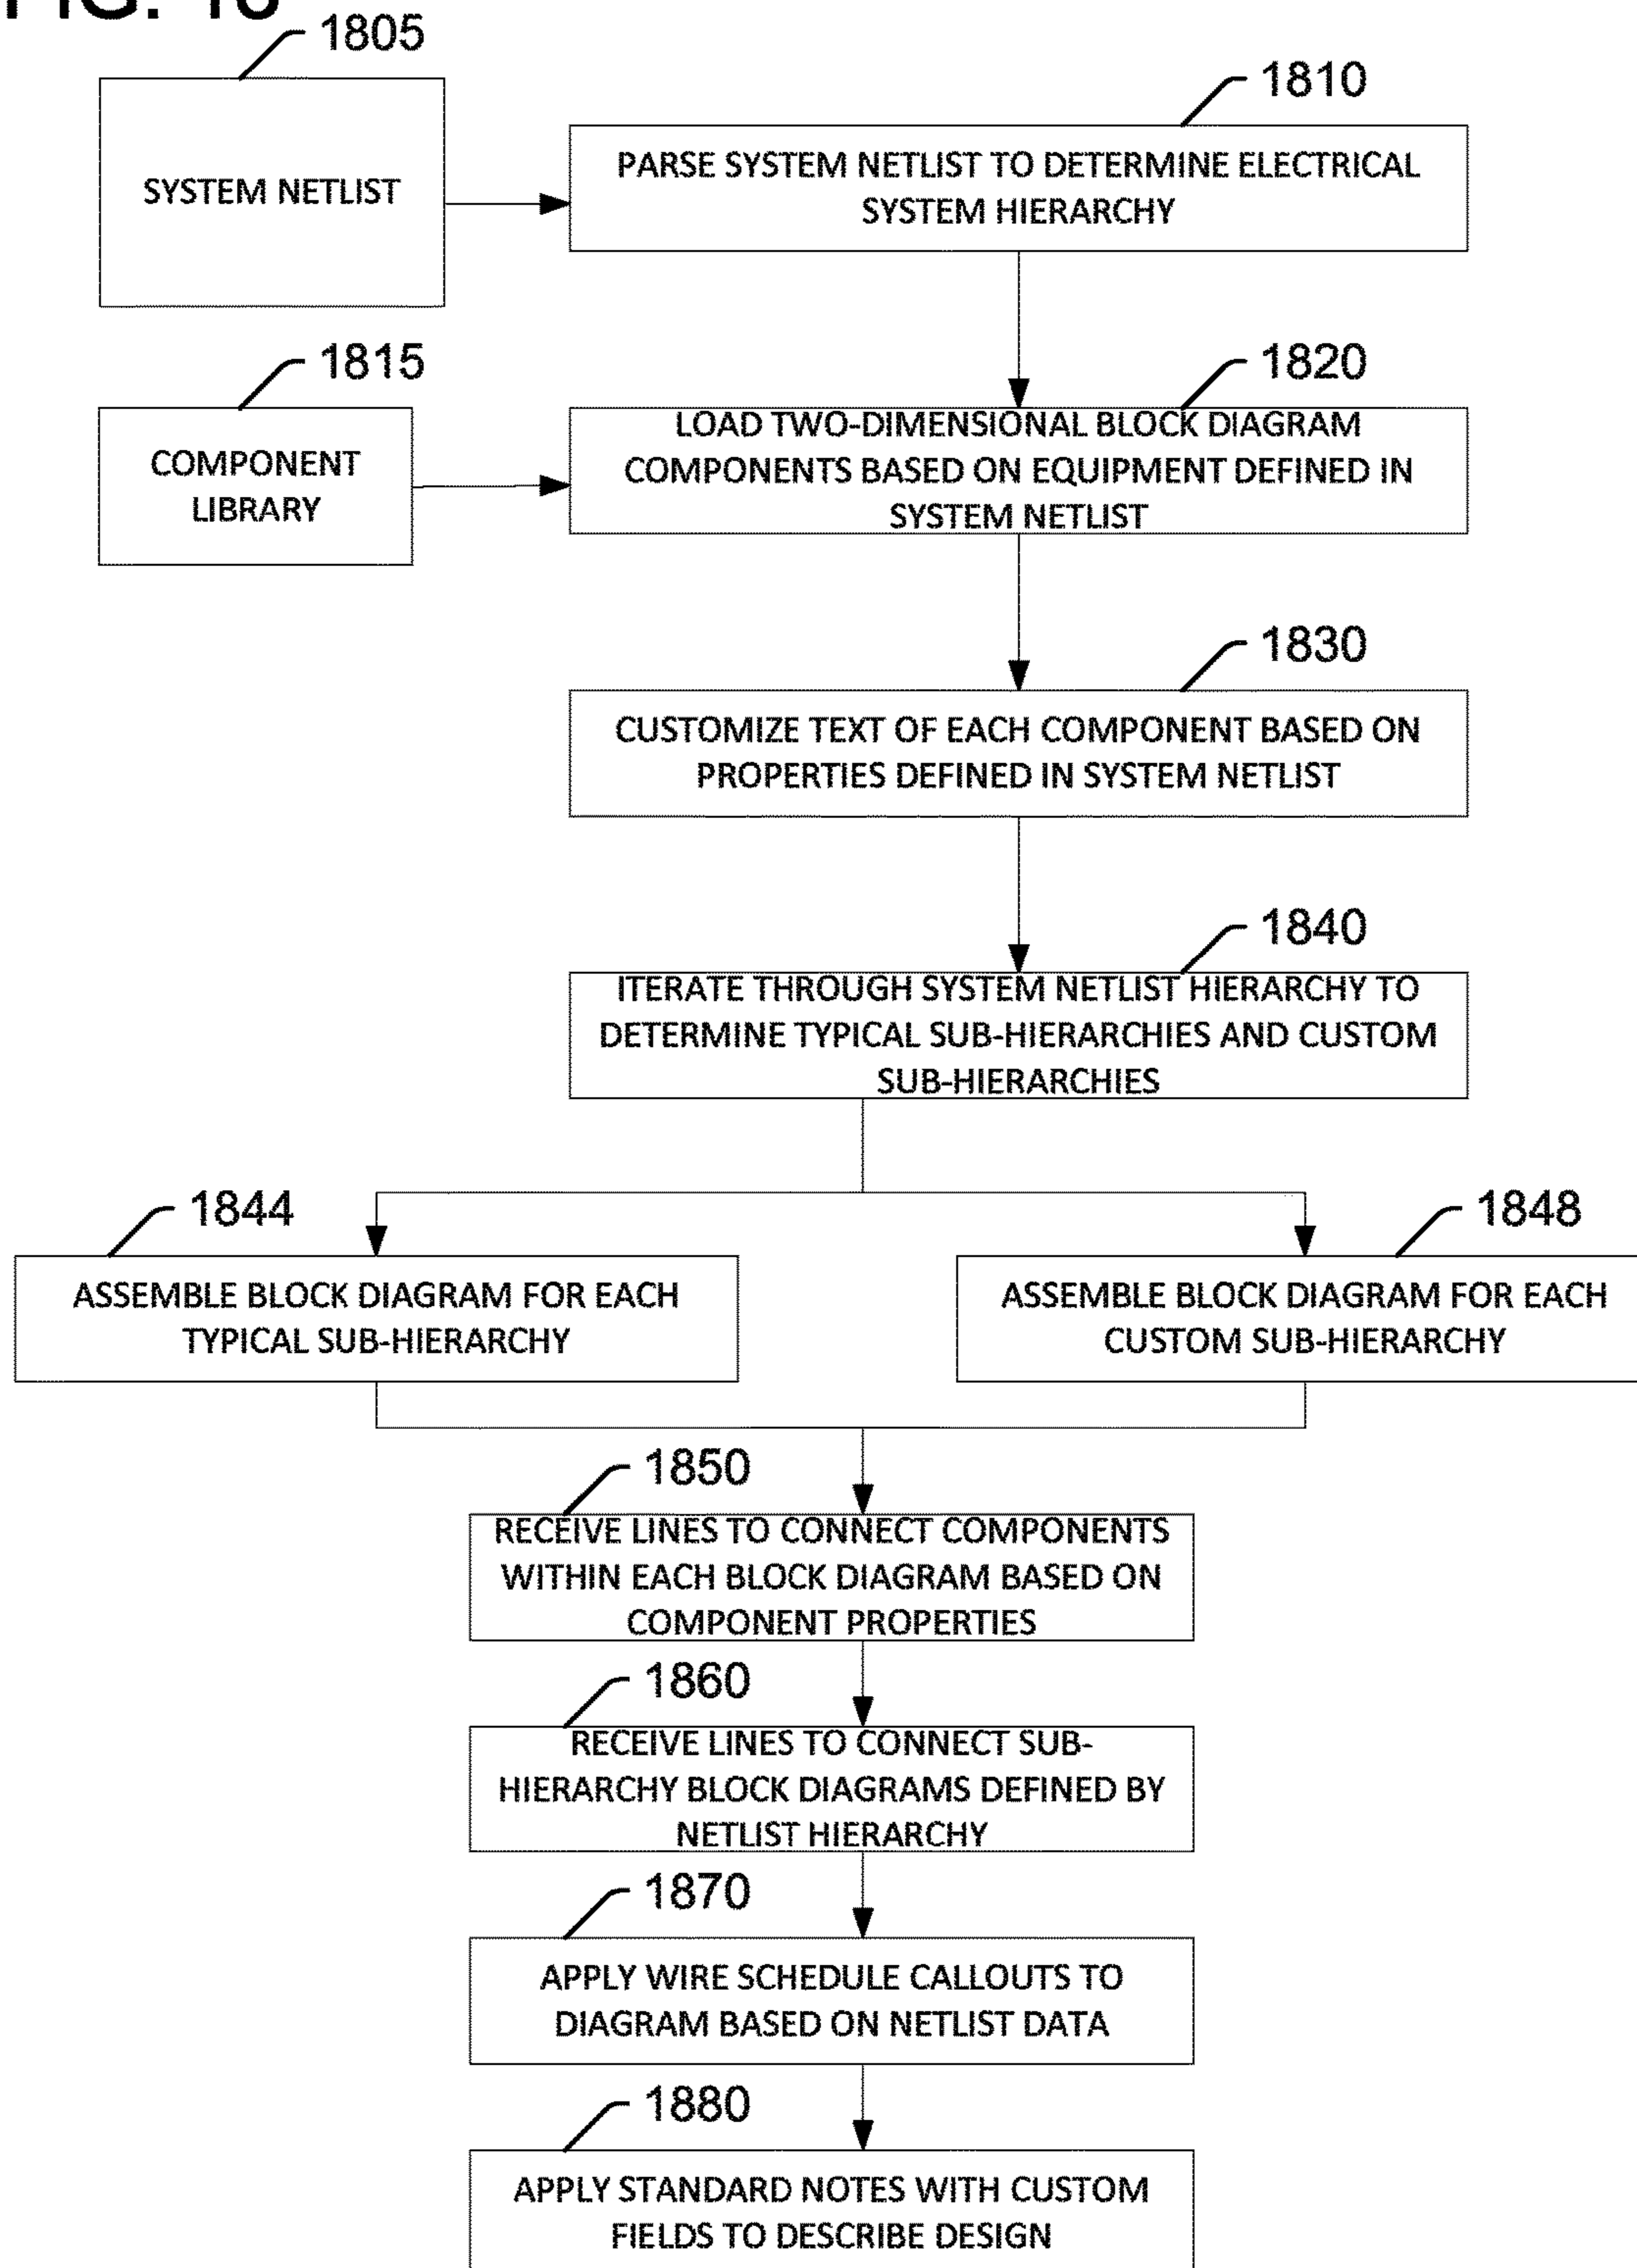 FIG. 18
1805
1810
SYSTEM NETLIST
PARSE SYSTEM NETLIST TO DETERMINE ELECTRICAL
SYSTEM HIERARCHY
1815
1820
COMPONENT
LIBRARY
LOAD TWO-DIMENSIONAL BLOCK DIAGRAM
COMPONENTS BASED ON EQUIPMENT DEFINED IN
SYSTEM NETLIST
1830
CUSTOMIZE TEXT OF EACH COMPONENT BASED ON
PROPERTIES DEFINED IN SYSTEM NETLIST
1840
ITERATE THROUGH SYSTEM NETLIST HIERARCHY TO
DETERMINE TYPICAL SUB-HIERARCHIES AND CUSTOM
SUB-HIERARCHIES
1844
1848
ASSEMBLE BLOCK DIAGRAM FOR EACH
TYPICAL SUB-HIERARCHY
ASSEMBLE BLOCK DIAGRAM FOR EACH
CUSTOM SUB-HIERARCHY
1850
RECEIVE LINES TO CONNECT COMPONENTS
WITHIN EACH BLOCK DIAGRAM BASED ON
COMPONENT PROPERTIES
1860
RECEIVE LINES TO CONNECT SUB-
HIERARCHY BLOCK DIAGRAMS DEFINED BY
NETLIST HIERARCHY
1870
APPLY WIRE SCHEDULE CALLOUTS TO
DIAGRAM BASED ON NETLIST DATA
1880
APPLY STANDARD NOTES WITH CUSTOM
FIELDS TO DESCRIBE DESIGN